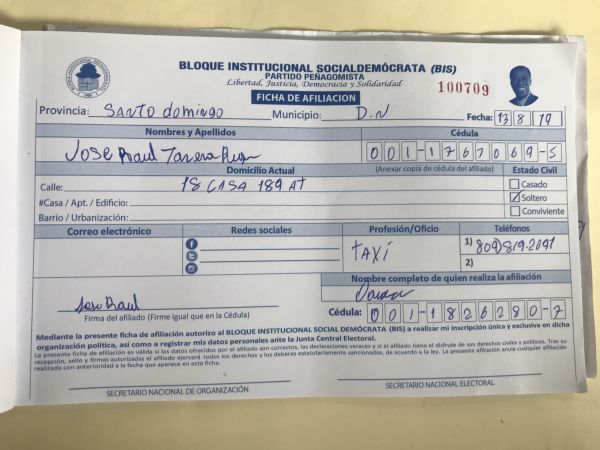 BLOQUE INSTITUCIONAL SOCIALDEMÓCRATA (BIS)
PARTIDO PEÑAGOMISTA
Libertad, Justicia, Democracia y Solidaridad
FICHA DE AFILIACION
100709
Provincia: Santo domingo Municipio: D.N Fecha: 13 8 19
Nombres y Apellidos Cédula
Jose Raul 001-1767069-5
Domicilio Actual (Anexar copia de cédula del afiliado) Estado Civil
Calle: 18 CASA 189 AT Casado
#Casa / Apt. / Edificio: Soltero
Barrio / Urbanización: Conviviente
Correo electrónico Redes sociales Profesión/Oficio Teléfonos
TAXÍ 1) 809)819-2091
2)
Nombre completo de quien realiza la afiliación
Jose Raul
Firma del afiliado (Firme igual que en la Cédula) Cédula: 001-1826280-7
Mediante la presente ficha de afiliación autorizo al BLOQUE INSTITUCIONAL SOCIAL DEMÓCRATA (BIS) a realizar mi inscripción única y exclusiva en dicha
organización política, así como a registrar mis datos personales ante la Junta Central Electoral.
La presente ficha de afiliación es válida si los datos ofrecidos por el afiliado son correctos, las declaraciones veraces y si el afiliado tiene el disfrute de sus derechos civiles y políticos. Tras su
recepción, sello y firmas autorizadas el afiliado ejercerá todos los derechos y los deberes estatutariamente sancionados, de acuerdo a la ley. La presente afiliación anula cualquier afiliación
realizada con anterioridad a la fecha que aparece en esta ficha.
SECRETARIO NACIONAL DE ORGANIZACIÓN SECRETARIO NACIONAL ELECTORAL